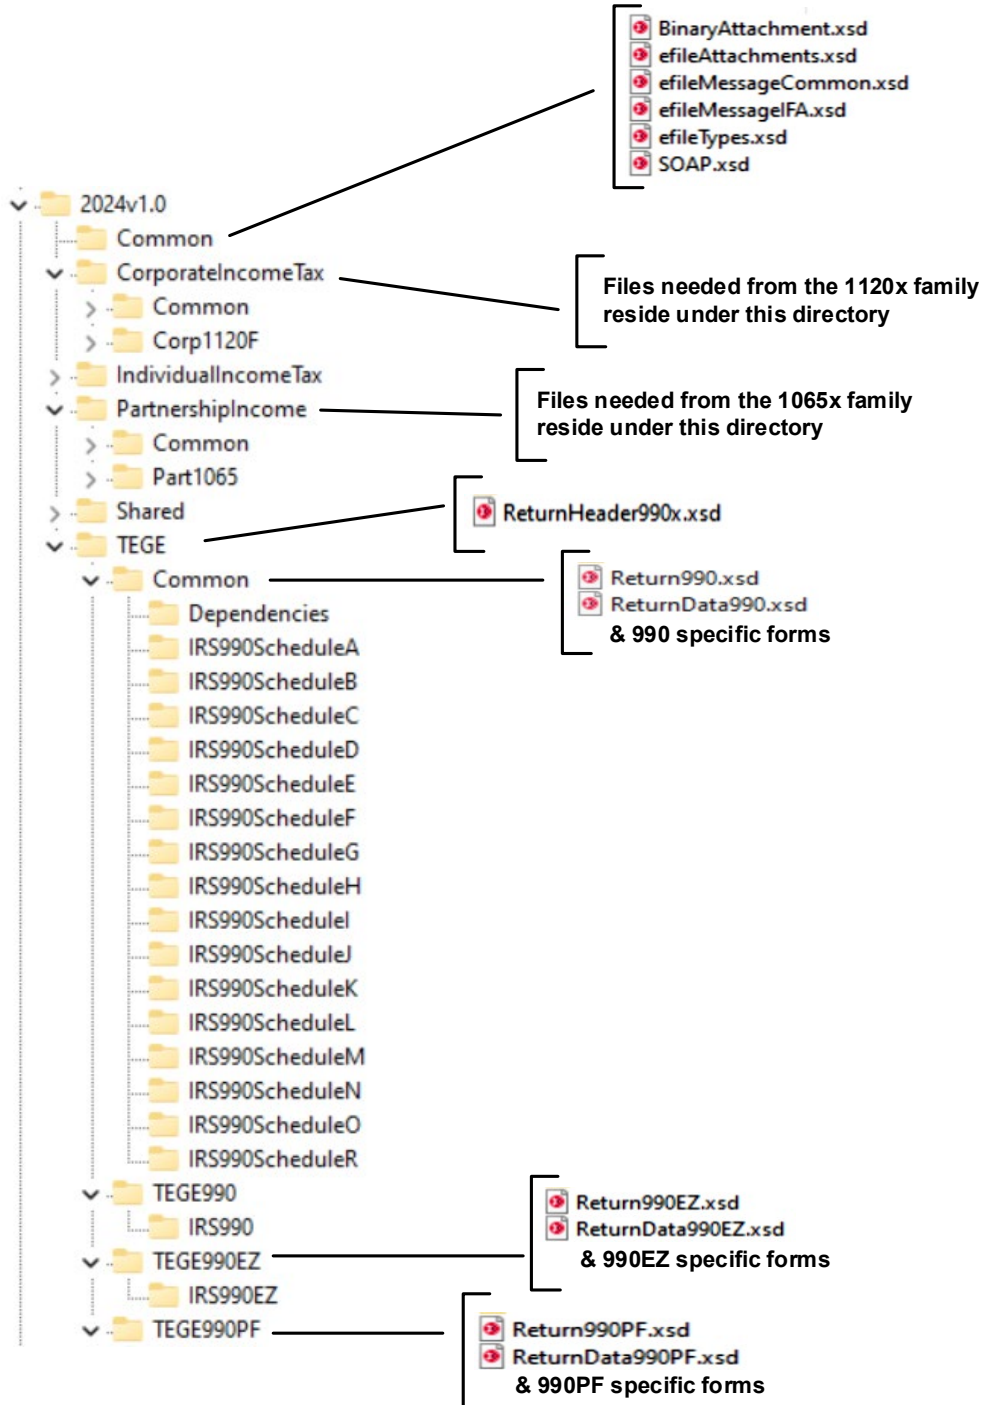 BinaryAttachment.xsd
efileAttachments.xsd
efileMessageCommon.xsd
efileMessageIFA.xsd
efileTypes.xsd
SOAP.xsd
2024v1.0
Common
CorporateIncomeTax
Files needed from the 1120x family
reside under this directory
Common
Corp1120F
IndividualIncomeTax
PartnershipIncome
Files needed from the 1065x family
reside under this directory
Common
Part1065
Shared
ReturnHeader990x.xsd
TEGE
Common
Return990.xsd
ReturnData990.xsd
& 990 specific forms
Dependencies
IRS990ScheduleA
IRS990ScheduleB
IRS990ScheduleC
IRS990ScheduleD
IRS990ScheduleE
IRS990ScheduleF
IRS990ScheduleG
IRS990ScheduleH
IRS990ScheduleI
IRS990ScheduleJ
IRS990ScheduleK
IRS990ScheduleL
IRS990ScheduleM
IRS990ScheduleN
IRS990ScheduleO
IRS990ScheduleR
TEGE990
IRS990
Return990EZ.xsd
ReturnData990EZ.xsd
& 990EZ specific forms
TEGE990EZ
IRS990EZ
TEGE990PF
Return990PF.xsd
ReturnData990PF.xsd
& 990PF specific forms